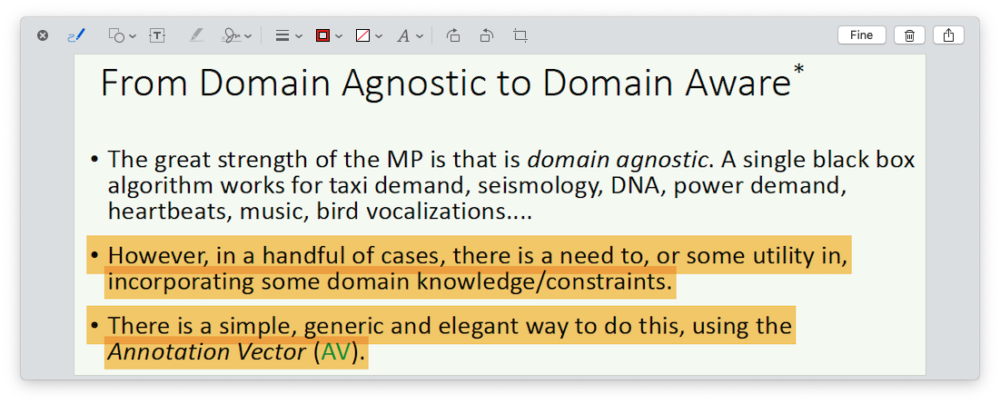 Fine
From Domain Agnostic to Domain Aware*
• The great strength of the MP is that is domain agnostic. A single black box
algorithm works for taxi demand, seismology, DNA, power demand,
heartbeats, music, bird vocalizations....
• However, in a handful of cases, there is a need to, or some utility in,
incorporating some domain knowledge/constraints.
• There is a simple, generic and elegant way to do this, using the
Annotation Vector (AV).